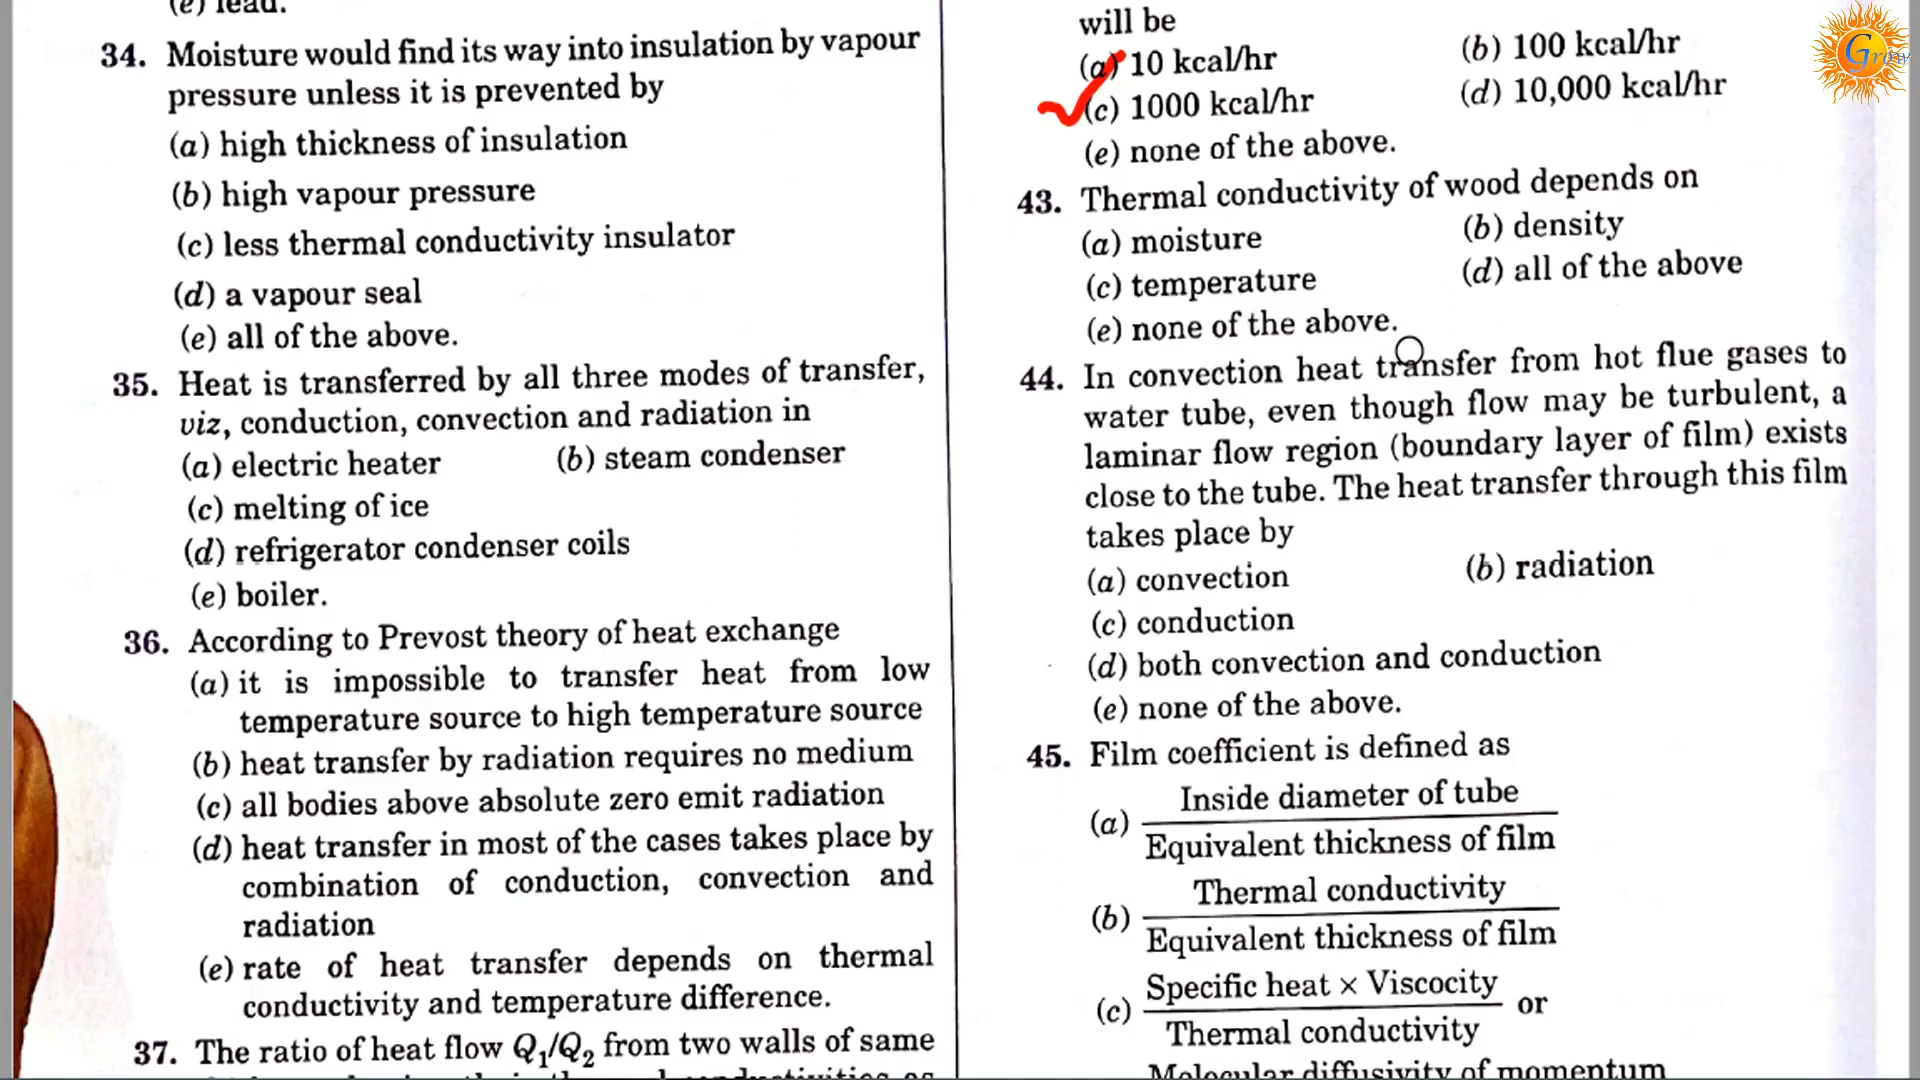 (e) lead.
34. Moisture would find its way into insulation by vapour
pressure unless it is prevented by
(a) high thickness of insulation
(b) high vapour pressure
(c) less thermal conductivity insulator
(d) a vapour seal
(e) all of the above.
35. Heat is transferred by all three modes of transfer,
viz, conduction, convection and radiation in
(a) electric heater (b) steam condenser
(c) melting of ice
(d) refrigerator condenser coils
(e) boiler.
36. According to Prevost theory of heat exchange
(a) it is impossible to transfer heat from low
temperature source to high temperature source
(b) heat transfer by radiation requires no medium
(c) all bodies above absolute zero emit radiation
(d) heat transfer in most of the cases takes place by
combination of conduction, convection and
radiation
(e) rate of heat transfer depends on thermal
conductivity and temperature difference.
37. The ratio of heat flow Q1/Q2 from two walls of same
will be
(a) 10 kcal/hr (b) 100 kcal/hr
(c) 1000 kcal/hr (d) 10,000 kcal/hr
(e) none of the above.
43. Thermal conductivity of wood depends on
(a) moisture (b) density
(c) temperature (d) all of the above
(e) none of the above.
44. In convection heat transfer from hot flue gases to
water tube, even though flow may be turbulent, a
laminar flow region (boundary layer of film) exists
close to the tube. The heat transfer through this film
takes place by
(a) convection (b) radiation
(c) conduction
(d) both convection and conduction
(e) none of the above.
45. Film coefficient is defined as
(a) Inside diameter of tube
Equivalent thickness of film
(b) Thermal conductivity
Equivalent thickness of film
(c) Specific heat × Viscocity or
Thermal conductivity
Molecular diffusivity of momentum
Grow